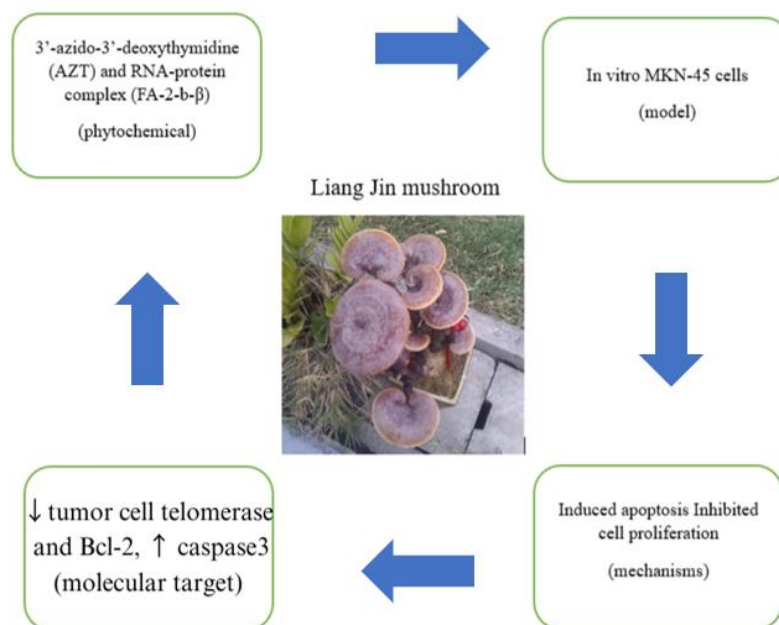 3’-azido-3’-deoxythymidine
(AZT) and RNA-protein
complex (FA-2-b-β)
(phytochemical)
In vitro MKN-45 cells
(model)
Liang Jin mushroom
↓ tumor cell telomerase
and Bcl-2, ↑ caspase3
(molecular target)
Induced apoptosis Inhibited
cell proliferation
(mechanisms)